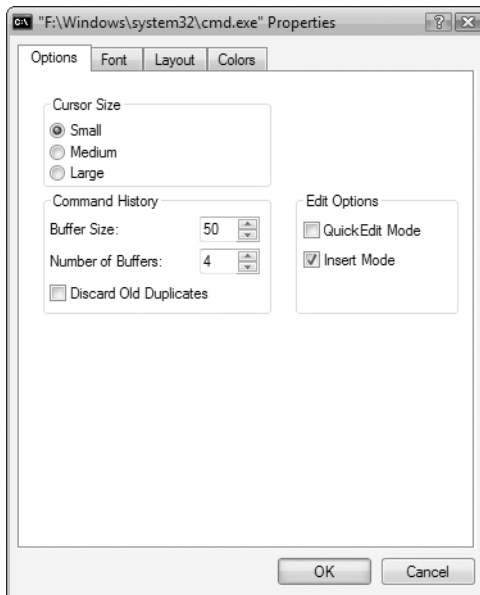 "F:\Windows\system32\cmd.exe" Properties
Options Font Layout Colors
Cursor Size
Small
Medium
Large
Command History
Buffer Size: 50
Number of Buffers: 4
Discard Old Duplicates
Edit Options
QuickEdit Mode
Insert Mode
OK Cancel